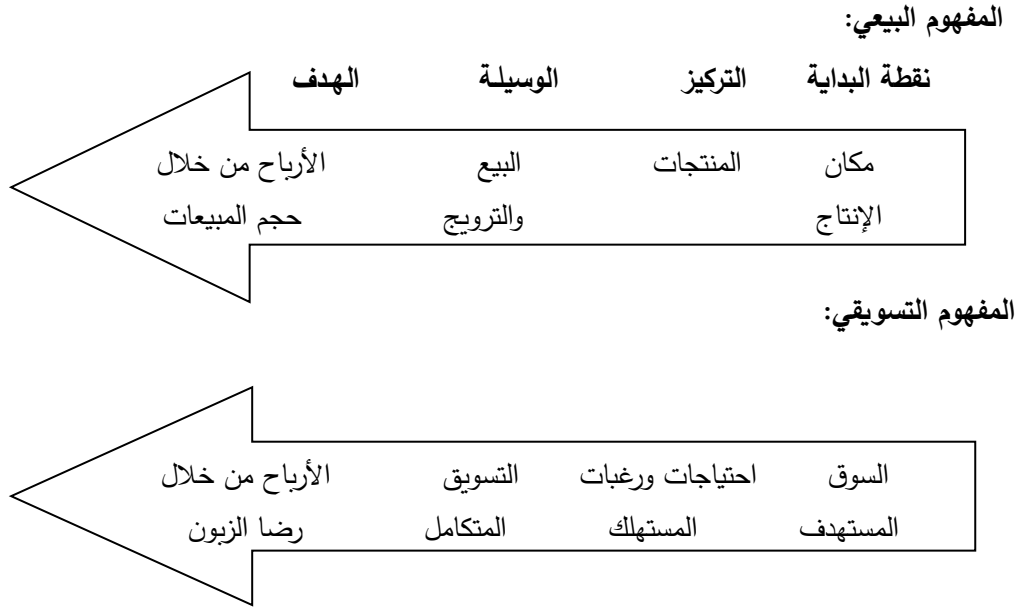 المفهوم البيعي:
نقطة البداية التركيز الوسيلة الهدف
مكان المنتجات البيع الأرباح من خلال
الإنتاج والترويج حجم المبيعات
المفهوم التسويقي:
السوق احتياجات ورغبات التسويق الأرباح من خلال
المستهدف المستهلك المتكامل رضا الزبون